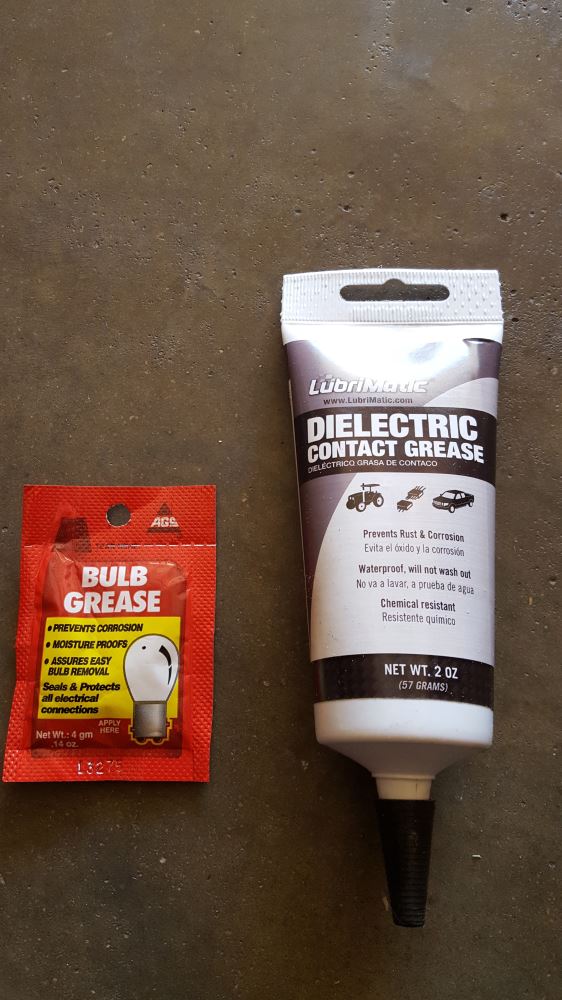 AGS
BULB
GREASE
• PREVENTS CORROSION
• MOISTURE PROOFS
• ASSURES EASY
BULB REMOVAL
Seals & Protects
all electrical
connections
APPLY
HERE
Net Wt.: 4 gm
.14 oz.
LubriMatic
www.LubriMatic.com
DIELECTRIC
CONTACT GREASE
DIELÉCTRICO GRASA DE CONTACO
Prevents Rust & Corrosion
Evita el óxido y la corrosión
Waterproof, will not wash out
No va a lavar, a prueba de agua
Chemical resistant
Resistente químico
NET WT. 2 OZ
(57 GRAMS)